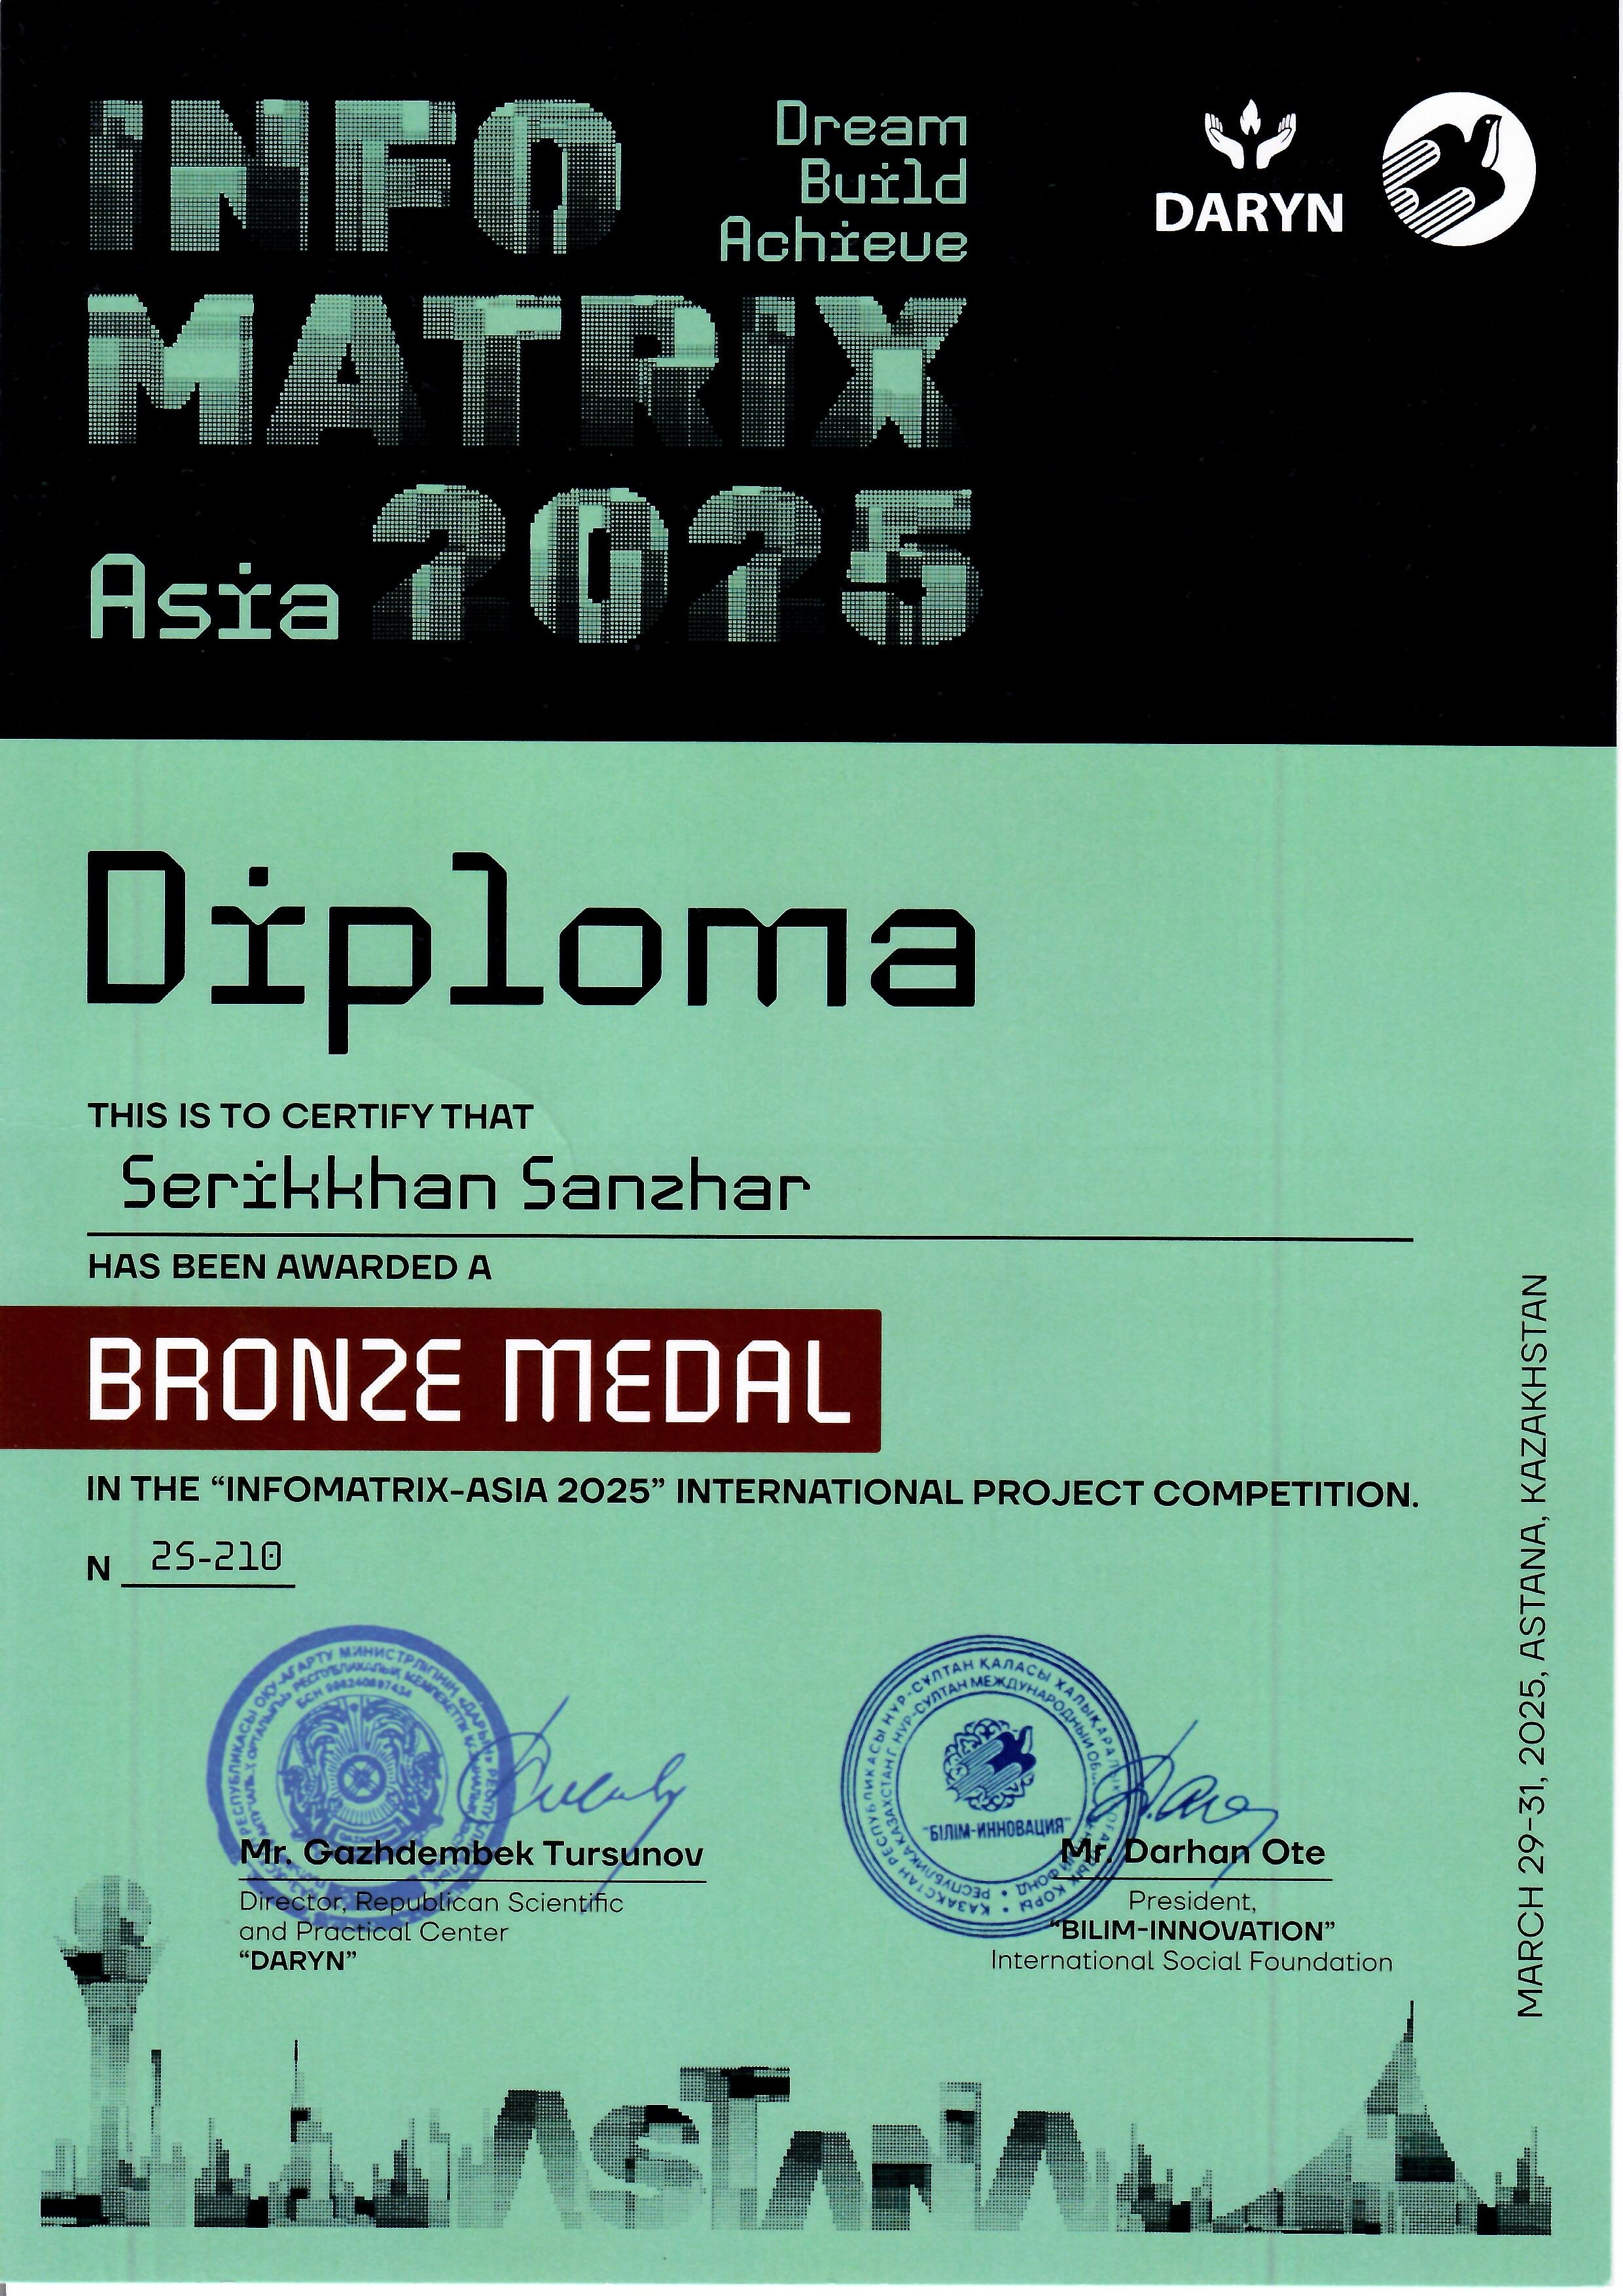 INFO
MATRIX
Asia 2025
Dream
Build
Achieve
DARYN
Diploma
THIS IS TO CERTIFY THAT
Serikkhan Sanzhar
HAS BEEN AWARDED A
BRONZE MEDAL
IN THE “INFOMATRIX-ASIA 2025” INTERNATIONAL PROJECT COMPETITION.
N 25-210
"БІЛІМ-ИННОВАЦИЯ"
Mr. Gazhdembek Tursunov
Director, Republican Scientific
and Practical Center
“DARYN”
Mr. Darhan Ote
President,
“BILIM-INNOVATION”
International Social Foundation
MARCH 29-31, 2025, ASTANA, KAZAKHSTAN
ASTANA